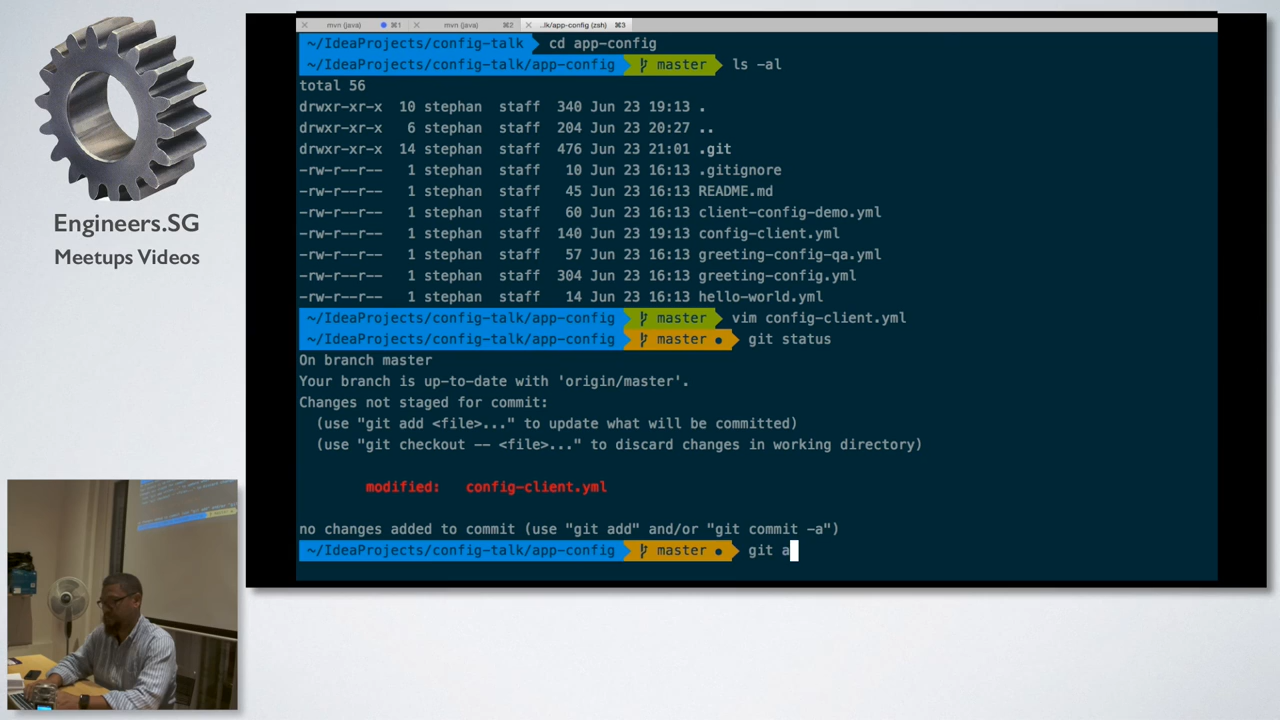 mvn (java) ⌘1 mvn (java) ⌘2 ..lk/app-config (zsh) ⌘3
~/IdeaProjects/config-talk cd app-config
~/IdeaProjects/config-talk/app-config master ls -al
total 56
drwxr-xr-x 10 stephan staff 340 Jun 23 19:13 .
drwxr-xr-x 6 stephan staff 204 Jun 23 20:27 ..
drwxr-xr-x 14 stephan staff 476 Jun 23 21:01 .git
-rw-r--r-- 1 stephan staff 10 Jun 23 16:13 .gitignore
-rw-r--r-- 1 stephan staff 45 Jun 23 16:13 README.md
-rw-r--r-- 1 stephan staff 60 Jun 23 16:13 client-config-demo.yml
-rw-r--r-- 1 stephan staff 140 Jun 23 19:13 config-client.yml
-rw-r--r-- 1 stephan staff 57 Jun 23 16:13 greeting-config-qa.yml
-rw-r--r-- 1 stephan staff 304 Jun 23 16:13 greeting-config.yml
-rw-r--r-- 1 stephan staff 14 Jun 23 16:13 hello-world.yml
~/IdeaProjects/config-talk/app-config master vim config-client.yml
~/IdeaProjects/config-talk/app-config master ● git status
On branch master
Your branch is up-to-date with 'origin/master'.
Changes not staged for commit:
(use "git add <file>..." to update what will be committed)
(use "git checkout -- <file>..." to discard changes in working directory)
modified: config-client.yml
no changes added to commit (use "git add" and/or "git commit -a")
~/IdeaProjects/config-talk/app-config master ● git a
Engineers.SG
Meetups Videos